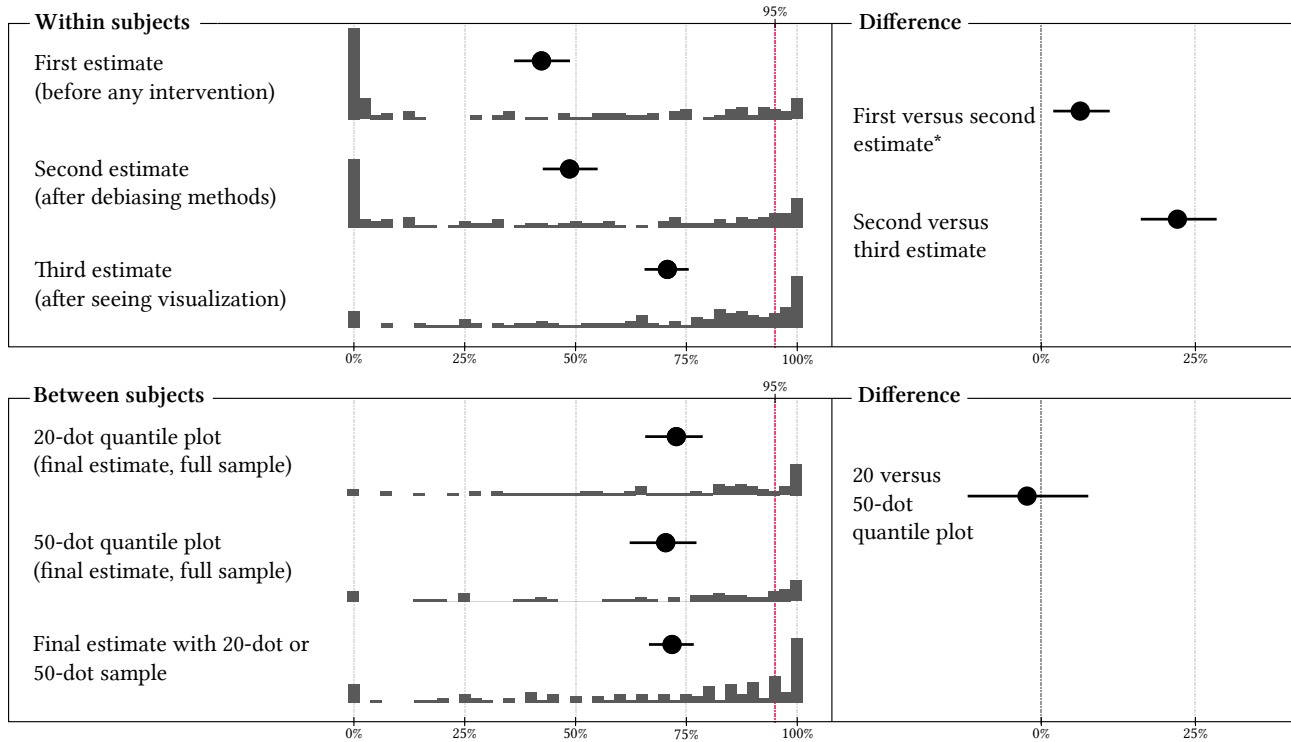 Within subjects
95%
Difference
First estimate
(before any intervention)
First versus second
estimate*
Second estimate
(after debiasing methods)
Second versus
third estimate
Third estimate
(after seeing visualization)
0%
25%
50%
75%
100%
0%
25%
Between subjects
95%
Difference
20-dot quantile plot
(final estimate, full sample)
20 versus
50-dot
quantile plot
50-dot quantile plot
(final estimate, full sample)
Final estimate with 20-dot or
50-dot sample
0%
25%
50%
75%
100%
0%
25%